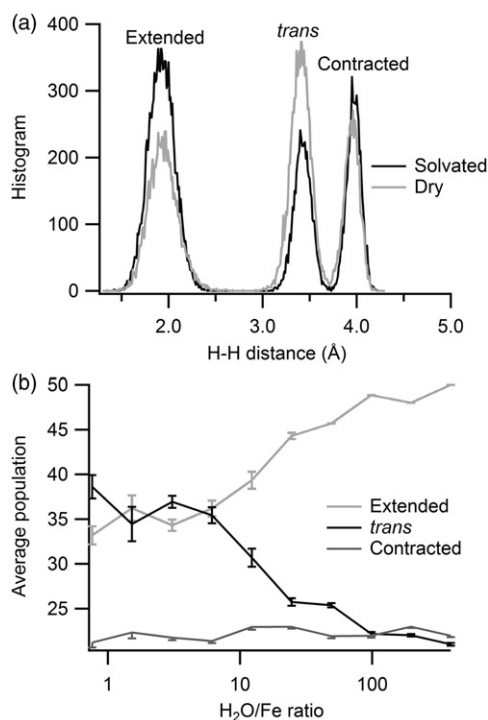 (a)
400
300
200
100
0
Histogram
Extended
trans
Contracted
Solvated
Dry
2.0 3.0 4.0 5.0
H-H distance (Å)
(b)
50
45
40
35
30
25
Average population
Extended
trans
Contracted
1 10 100
H₂O/Fe ratio